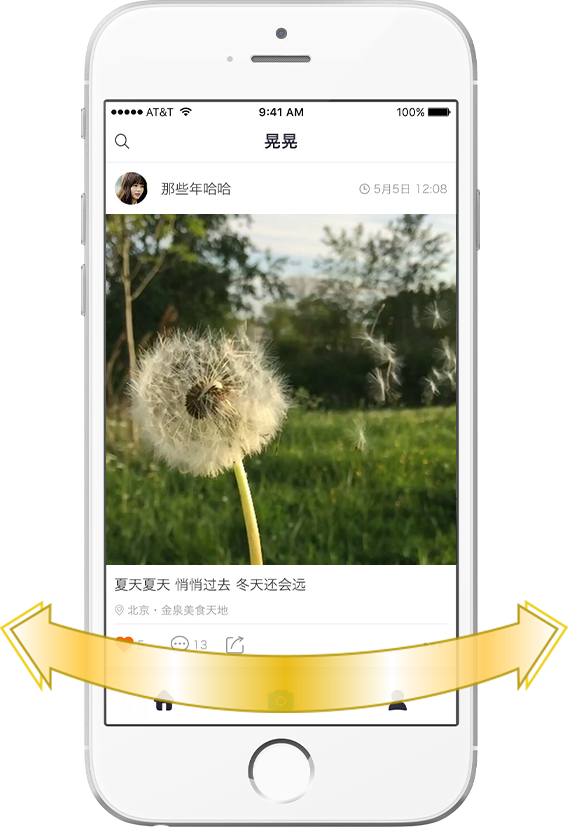 AT&T 9:41 AM 100%
晃晃
那些年哈哈 5月5日 12:08
夏天夏天 悄悄过去 冬天还会远
北京・金泉美食天地
13